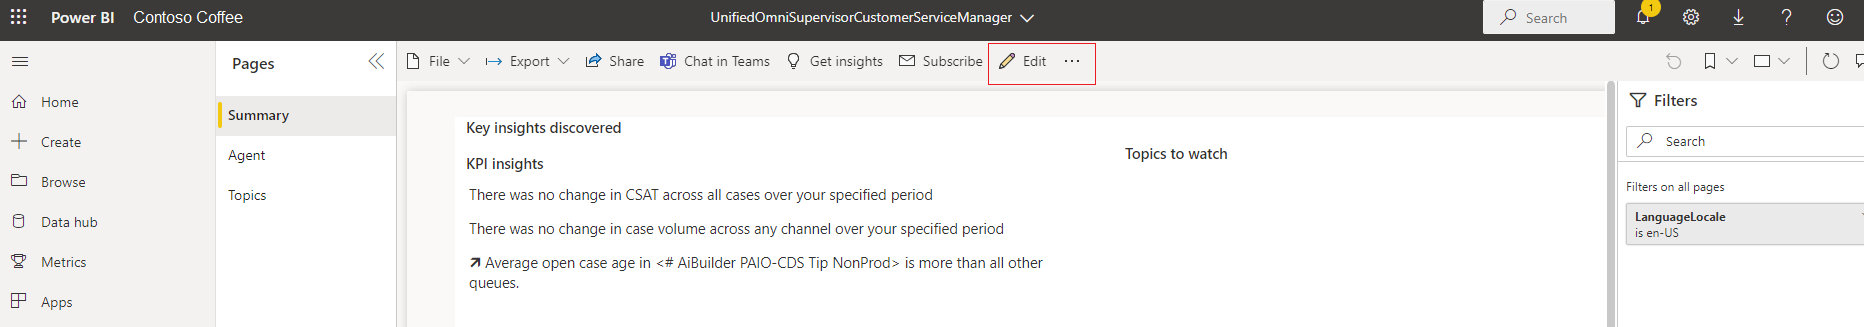 Power BI Contoso Coffee
UnifiedOmniSupervisorCustomerServiceManager
Search
1
?
Home
Create
Browse
Data hub
Metrics
Apps
Pages
Summary
Agent
Topics
File
Export
Share
Chat in Teams
Get insights
Subscribe
Edit
...
Key insights discovered
KPI insights
There was no change in CSAT across all cases over your specified period
There was no change in case volume across any channel over your specified period
Average open case age in <# AiBuilder PAIO-CDS Tip NonProd> is more than all other
queues.
Topics to watch
Filters
Search
Filters on all pages
LanguageLocale
is en-US